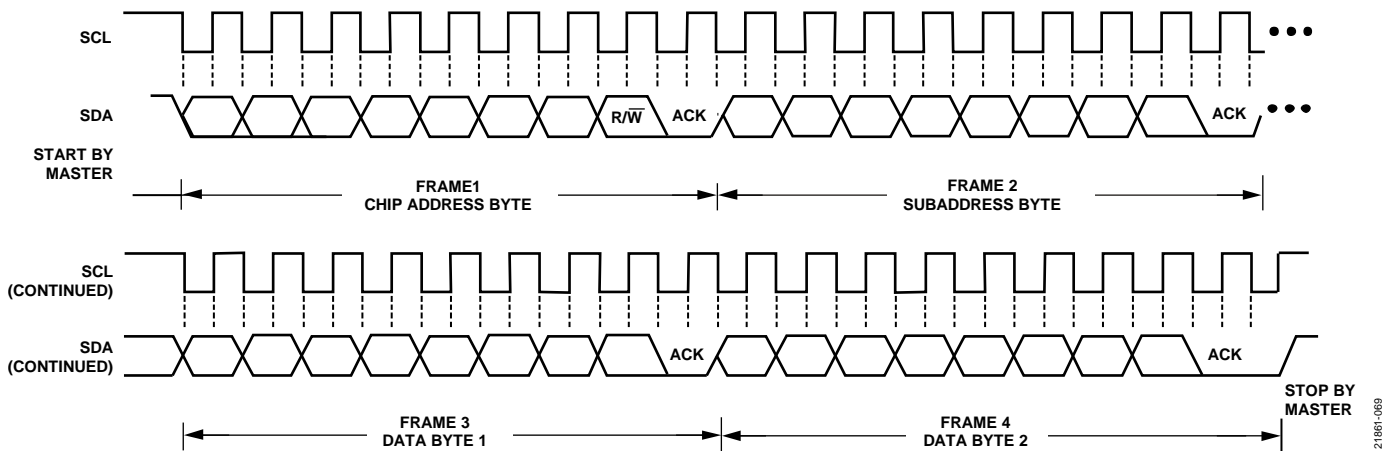 SCL
SDA
R/W̅
ACK
ACK
START BY
MASTER
FRAME1
CHIP ADDRESS BYTE
FRAME 2
SUBADDRESS BYTE
SCL
(CONTINUED)
SDA
(CONTINUED)
ACK
ACK
STOP BY
MASTER
FRAME 3
DATA BYTE 1
FRAME 4
DATA BYTE 2
21861-069